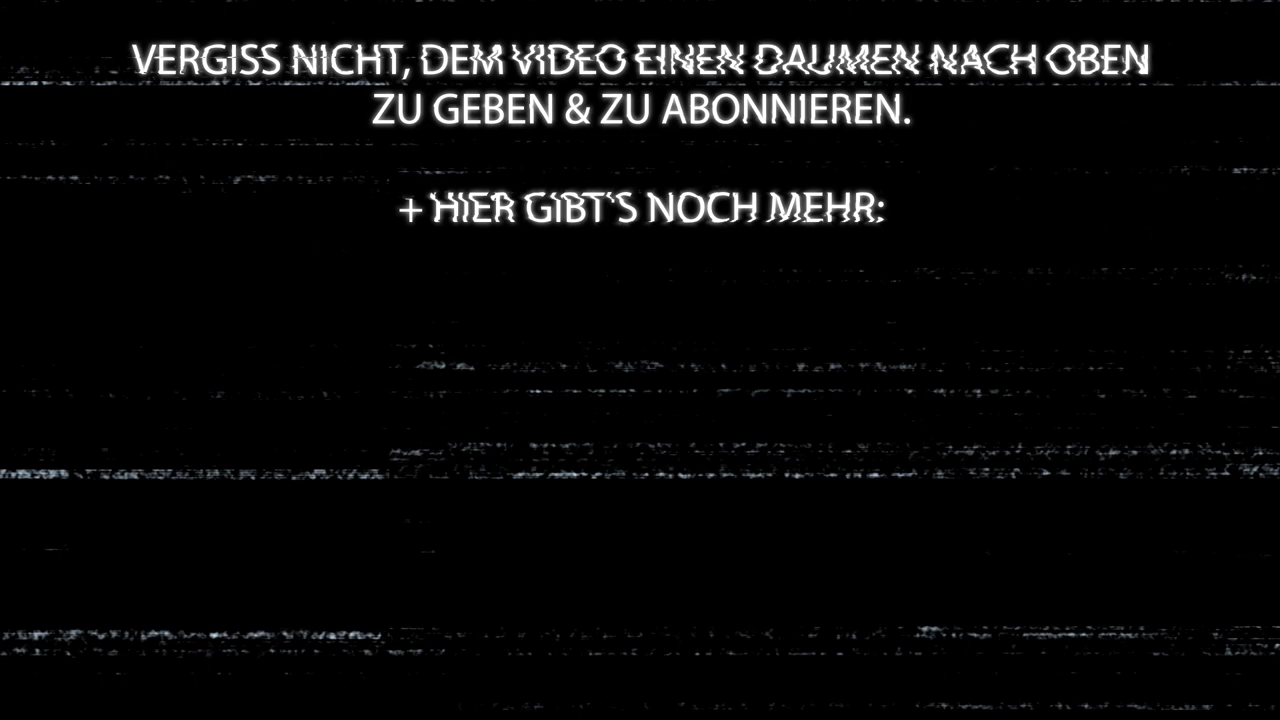 VERGISS NICHT, DEM VIDEO EINEN DAUMEN NACH OBEN
ZU GEBEN & ZU ABONNIEREN.
+ HIER GIBT'S NOCH MEHR: